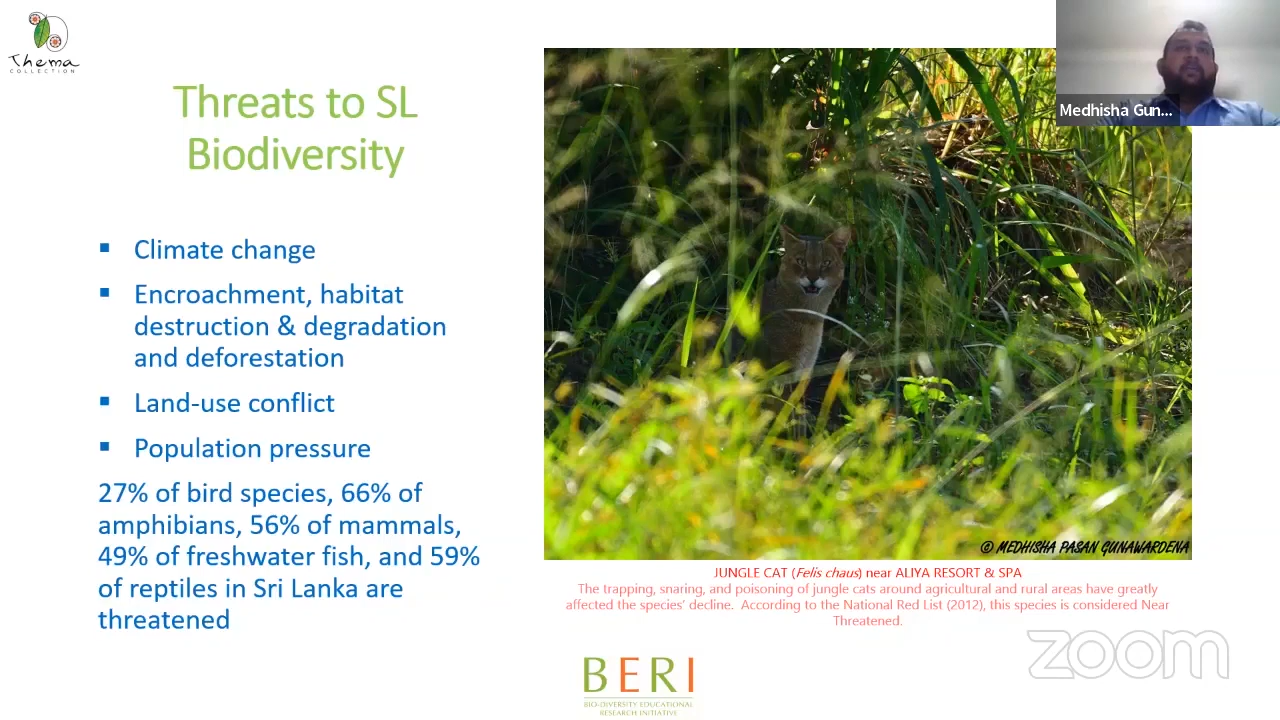 Thema
COLLECTION
Medhisha Gun...
Threats to SL
Biodiversity
▪ Climate change
▪ Encroachment, habitat
destruction & degradation
and deforestation
▪ Land-use conflict
▪ Population pressure
27% of bird species, 66% of
amphibians, 56% of mammals,
49% of freshwater fish, and 59%
of reptiles in Sri Lanka are
threatened
© MEDHISHA PASAN GUNAWARDENA
JUNGLE CAT (Felis chaus) near ALIYA RESORT & SPA
The trapping, snaring, and poisoning of jungle cats around agricultural and rural areas have greatly
affected the species' decline. According to the National Red List (2012), this species is considered Near
Threatened.
zoom
BERI
BIO-DIVERSITY EDUCATIONAL
RESEARCH INITIATIVE